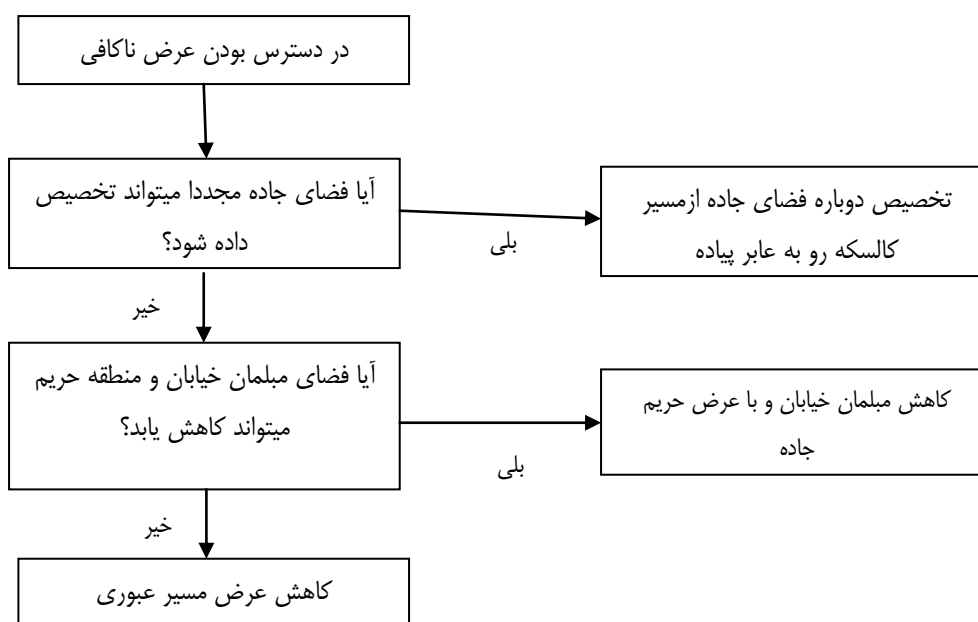 در دسترس بودن عرض ناکافی
آیا فضای جاده مجددا میتواند تخصیص
داده شود؟
بلی
تخصیص دوباره فضای جاده ازمسیر
کالسکه رو به عابر پیاده
خیر
آیا فضای مبلمان خیابان و منطقه حریم
میتواند کاهش یابد؟
بلی
کاهش مبلمان خیابان و با عرض حریم
جاده
خیر
کاهش عرض مسیر عبوری